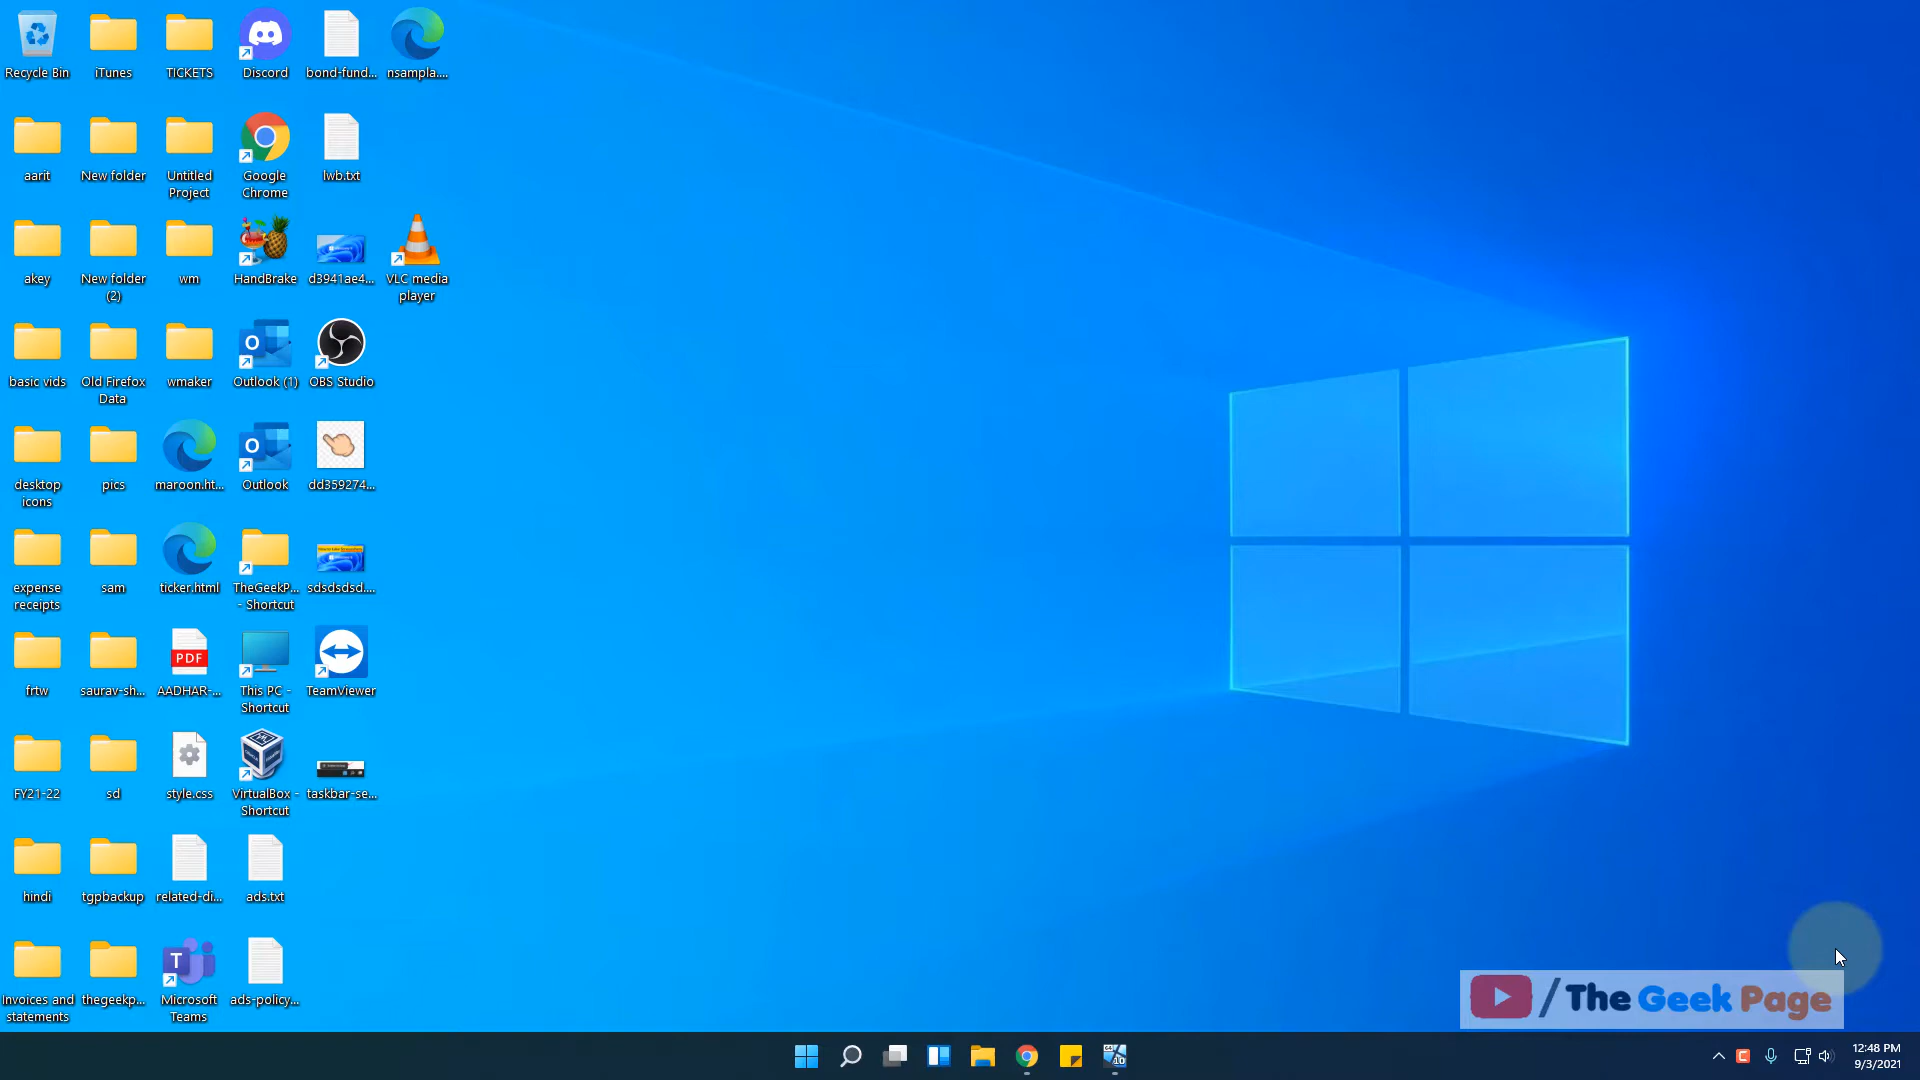 Recycle Bin
iTunes
TICKETS
Discord
bond-fund...
nsampla....
aarit
New folder
Untitled
Project
Google
Chrome
lwb.txt
akey
New folder
(2)
wm
HandBrake
d3941ae4...
VLC media
player
basic vids
Old Firefox
Data
wmaker
Outlook (1)
OBS Studio
desktop
icons
pics
maroon.ht...
Outlook
dd359274...
expense
receipts
sam
ticker.html
TheGeekP...
- Shortcut
sdsdsdsd....
frtw
saurav-sh...
PDF
AADHAR-...
This PC -
Shortcut
TeamViewer
FY21-22
sd
style.css
VirtualBox -
Shortcut
taskbar-se...
hindi
tgpbackup
related-di...
ads.txt
Invoices and
statements
thegeekp...
Microsoft
Teams
ads-policy...
/The Geek Page
12:48 PM
9/3/2021